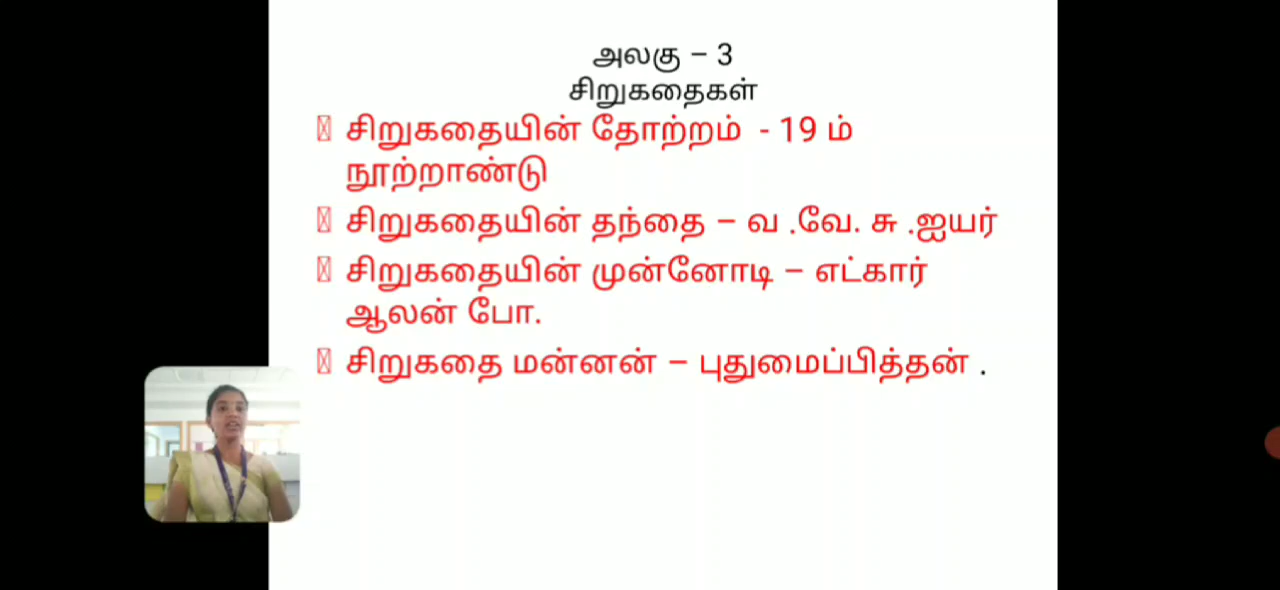 அலகு – 3
சிறுகதைகள்
சிறுகதையின் தோற்றம் - 19 ம்
நூற்றாண்டு
சிறுகதையின் தந்தை – வ .வே. சு .ஐயர்
சிறுகதையின் முன்னோடி – எட்கார்
ஆலன் போ.
சிறுகதை மன்னன் – புதுமைப்பித்தன் .